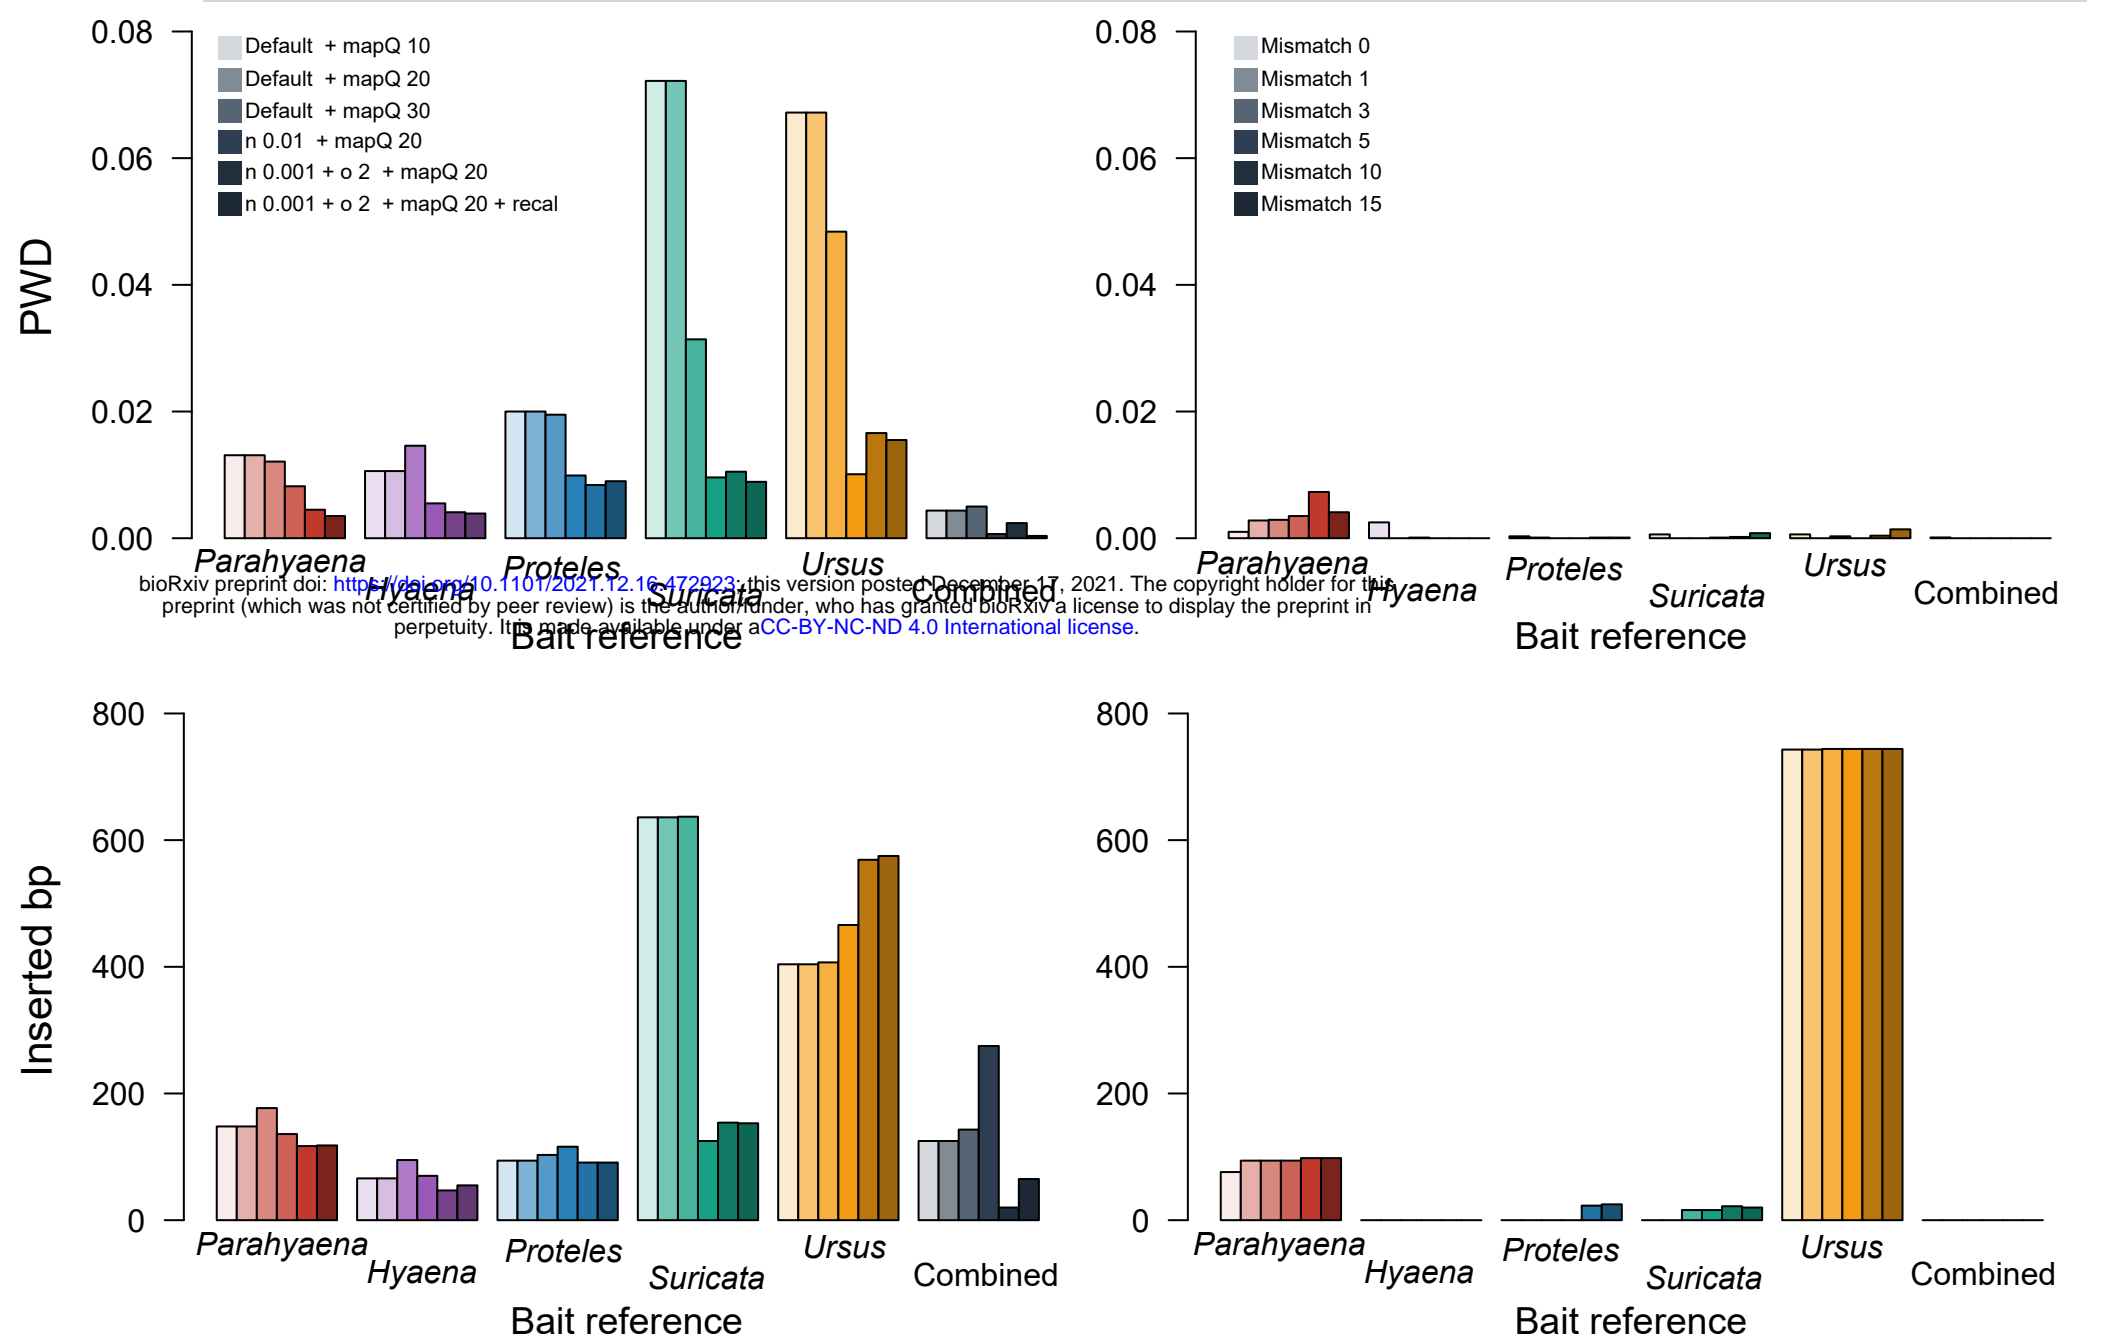 0.08
0.06
0.04
0.02
0.00
PWD
Default + mapQ 10
Default + mapQ 20
Default + mapQ 30
n 0.01 + mapQ 20
n 0.001 + o 2 + mapQ 20
n 0.001 + o 2 + mapQ 20 + recal
Parahyaena
Hyaena
Proteles
Suricata
Ursus
Combined
Bait reference
0.08
0.06
0.04
0.02
0.00
Mismatch 0
Mismatch 1
Mismatch 3
Mismatch 5
Mismatch 10
Mismatch 15
Parahyaena
Hyaena
Proteles
Suricata
Ursus
Combined
Bait reference
bioRxiv preprint doi: https://doi.org/10.1101/2021.12.16.472923; this version posted December 17, 2021. The copyright holder for this
preprint (which was not certified by peer review) is the author/funder, who has granted bioRxiv a license to display the preprint in
perpetuity. It is made available under aCC-BY-NC-ND 4.0 International license.
800
600
400
200
0
Inserted bp
Parahyaena
Hyaena
Proteles
Suricata
Ursus
Combined
Bait reference
800
600
400
200
0
Parahyaena
Hyaena
Proteles
Suricata
Ursus
Combined
Bait reference